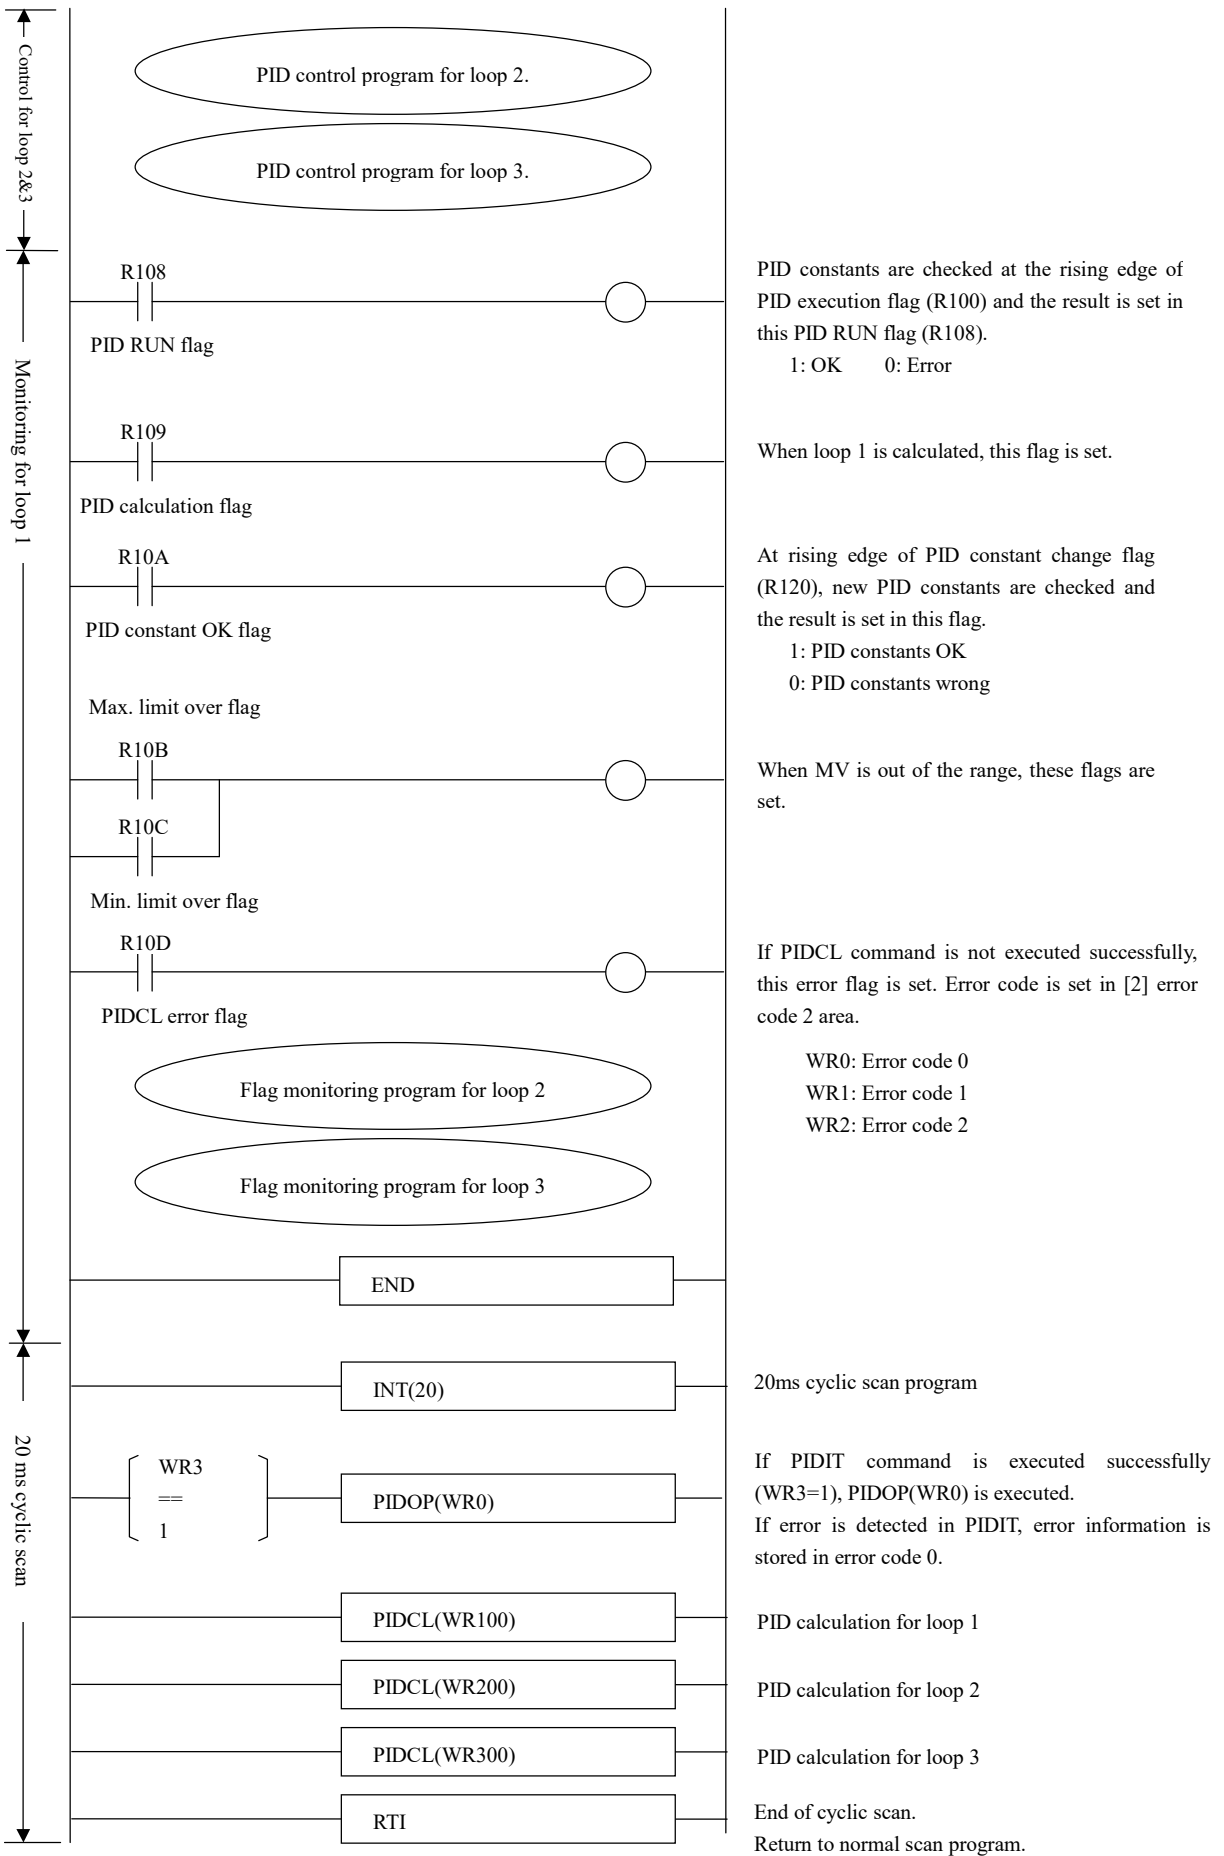 Control for loop 2&3
PID control program for loop 2.
PID control program for loop 3.
Monitoring for loop 1
R108
PID RUN flag
PID constants are checked at the rising edge of
PID execution flag (R100) and the result is set in
this PID RUN flag (R108).
1: OK 0: Error
R109
PID calculation flag
When loop 1 is calculated, this flag is set.
R10A
PID constant OK flag
At rising edge of PID constant change flag
(R120), new PID constants are checked and
the result is set in this flag.
1: PID constants OK
0: PID constants wrong
Max. limit over flag
R10B
R10C
Min. limit over flag
When MV is out of the range, these flags are
set.
R10D
PIDCL error flag
If PIDCL command is not executed successfully,
this error flag is set. Error code is set in [2] error
code 2 area.
WR0: Error code 0
WR1: Error code 1
WR2: Error code 2
Flag monitoring program for loop 2
Flag monitoring program for loop 3
END
20 ms cyclic scan
INT(20)
20ms cyclic scan program
WR3
==
1
PIDOP(WR0)
If PIDIT command is executed successfully
(WR3=1), PIDOP(WR0) is executed.
If error is detected in PIDIT, error information is
stored in error code 0.
PIDCL(WR100)
PID calculation for loop 1
PIDCL(WR200)
PID calculation for loop 2
PIDCL(WR300)
PID calculation for loop 3
RTI
End of cyclic scan.
Return to normal scan program.